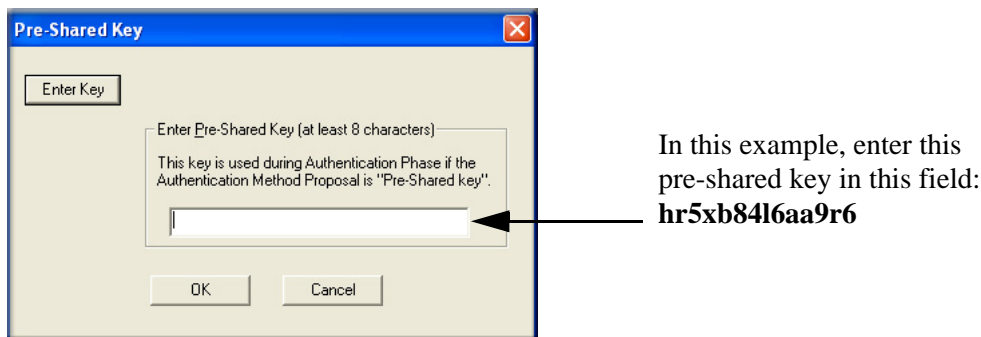 Pre-Shared Key
Enter Key
Enter Pre-Shared Key (at least 8 characters)
This key is used during Authentication Phase if the
Authentication Method Proposal is "Pre-Shared key".
OK Cancel
In this example, enter this
pre-shared key in this field:
hr5xb84l6aa9r6